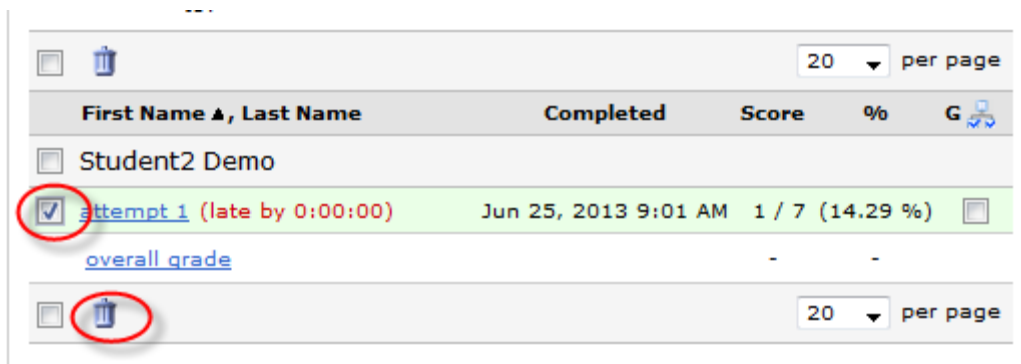 20 per page
First Name ▲, Last Name Completed Score % G
Student2 Demo
attempt 1 (late by 0:00:00) Jun 25, 2013 9:01 AM 1 / 7 (14.29 %)
overall grade - -
20 per page